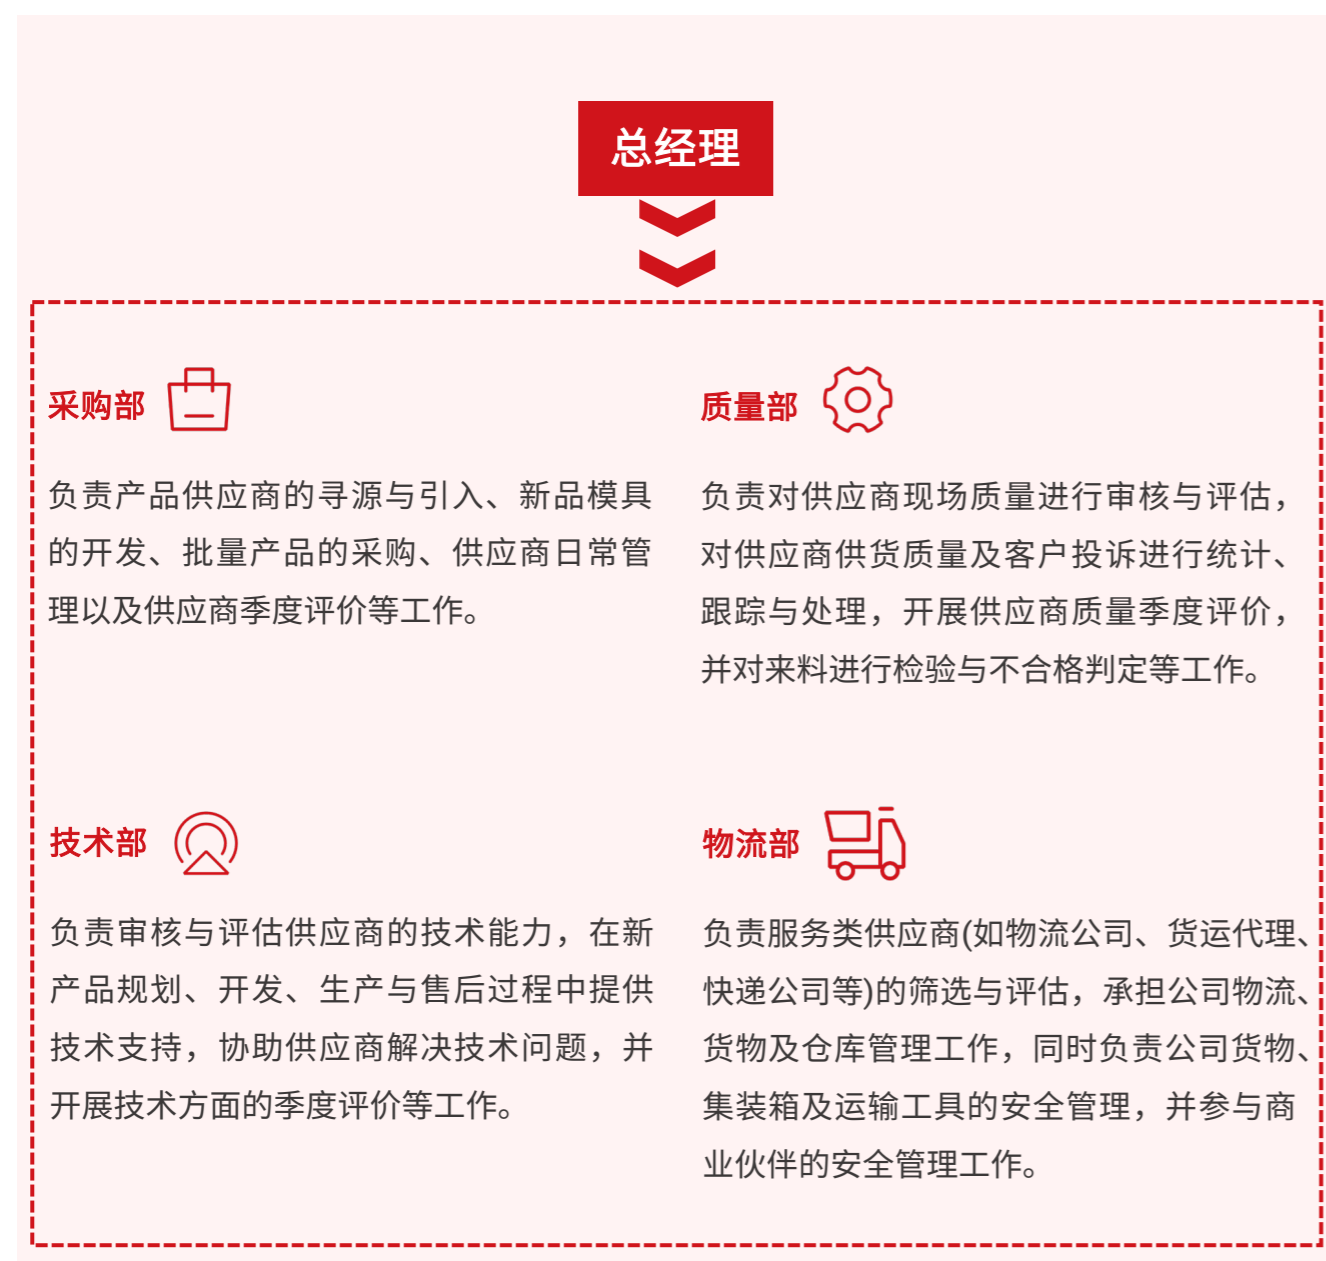 总经理
采购部
负责产品供应商的寻源与引入、新品模具
的开发、批量产品的采购、供应商日常管
理以及供应商季度评价等工作。
质量部
负责对供应商现场质量进行审核与评估，
对供应商供货质量及客户投诉进行统计、
跟踪与处理，开展供应商质量季度评价，
并对来料进行检验与不合格判定等工作。
技术部
负责审核与评估供应商的技术能力，在新
产品规划、开发、生产与售后过程中提供
技术支持，协助供应商解决技术问题，并
开展技术方面的季度评价等工作。
物流部
负责服务类供应商(如物流公司、货运代理、
快递公司等)的筛选与评估，承担公司物流、
货物及仓库管理工作，同时负责公司货物、
集装箱及运输工具的安全管理，并参与商
业伙伴的安全管理工作。